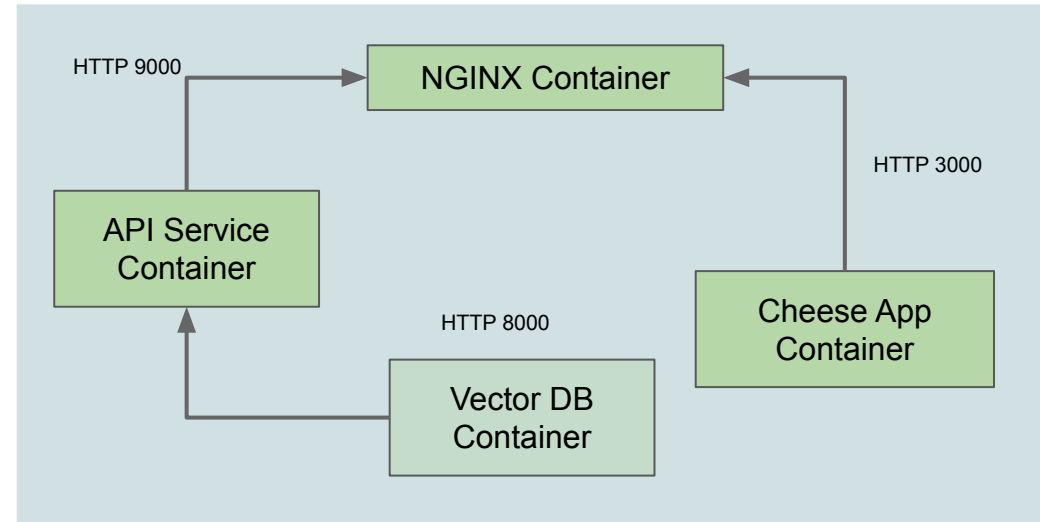 HTTP 9000
NGINX Container
HTTP 3000
API Service
Container
Cheese App
Container
HTTP 8000
Vector DB
Container